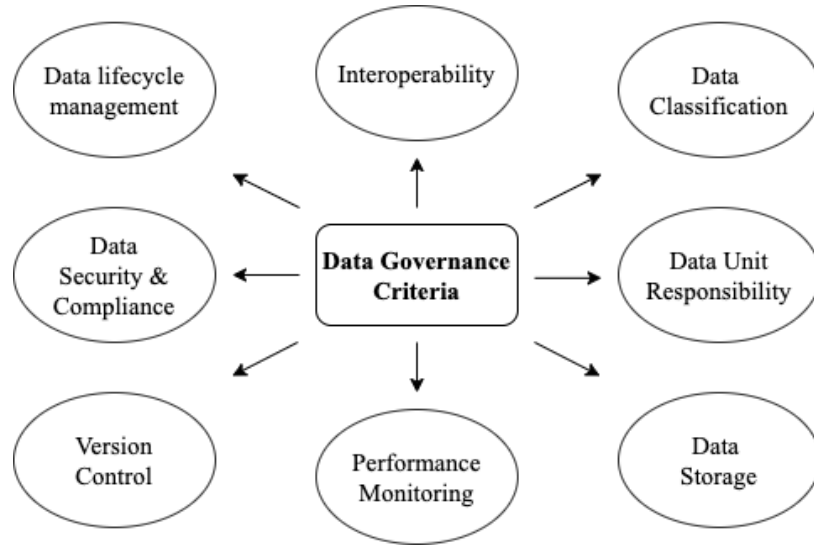 Data lifecycle
management
Interoperability
Data
Classification
Data
Security &
Compliance
Data Governance
Criteria
Data Unit
Responsibility
Version
Control
Performance
Monitoring
Data
Storage